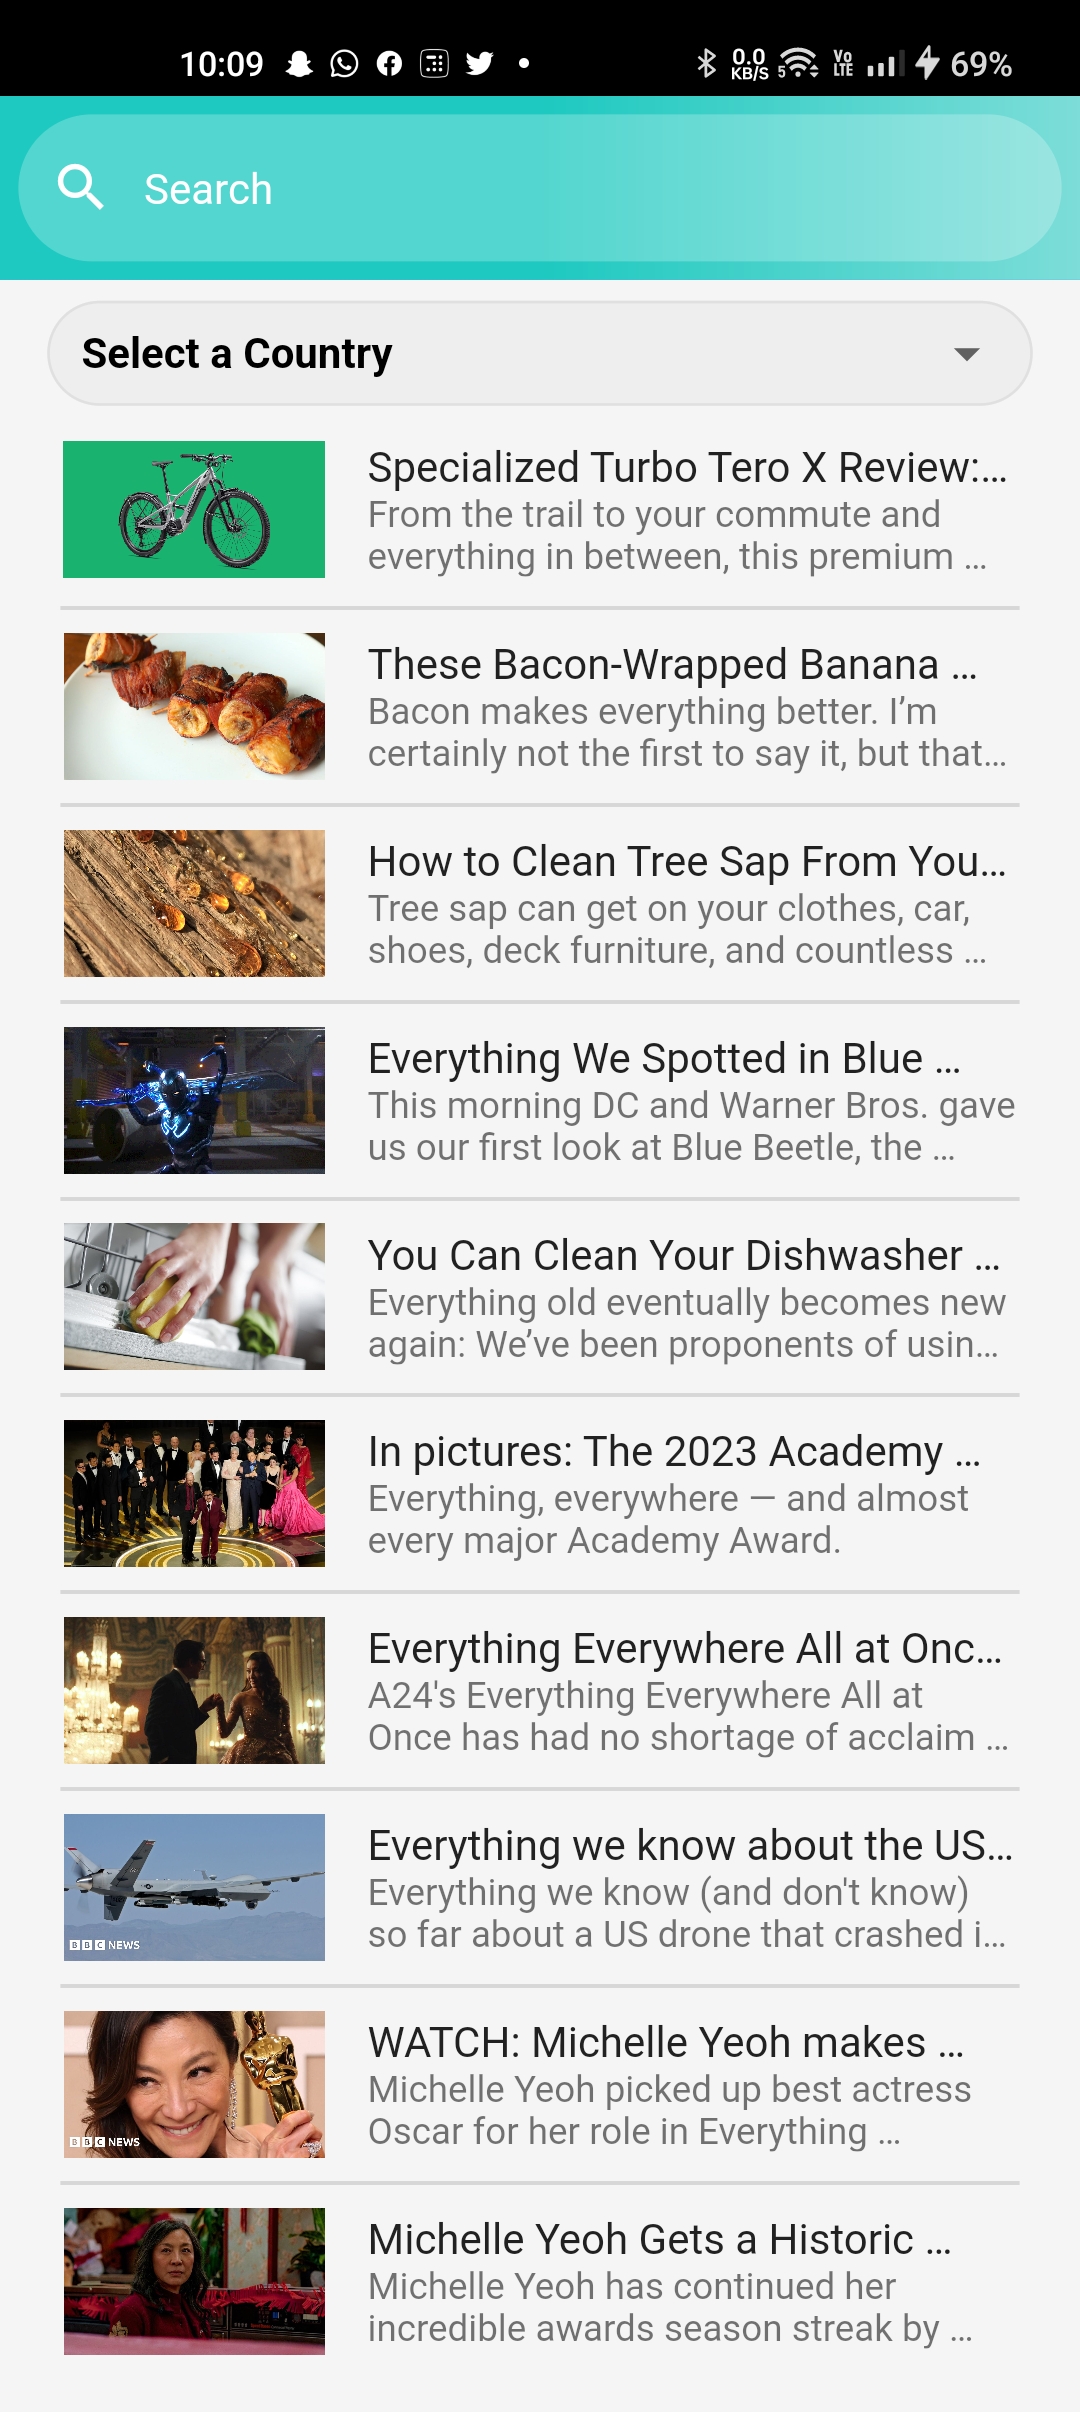 10:09
0.0
KB/S
5
Vo
LTE
69%
Search
Select a Country
Specialized Turbo Tero X Review:...
From the trail to your commute and
everything in between, this premium ...
These Bacon-Wrapped Banana ...
Bacon makes everything better. I’m
certainly not the first to say it, but that...
How to Clean Tree Sap From You...
Tree sap can get on your clothes, car,
shoes, deck furniture, and countless ...
Everything We Spotted in Blue ...
This morning DC and Warner Bros. gave
us our first look at Blue Beetle, the ...
You Can Clean Your Dishwasher ...
Everything old eventually becomes new
again: We’ve been proponents of usin...
In pictures: The 2023 Academy ...
Everything, everywhere — and almost
every major Academy Award.
Everything Everywhere All at Onc...
A24's Everything Everywhere All at
Once has had no shortage of acclaim ...
BBC NEWS
Everything we know about the US...
Everything we know (and don't know)
so far about a US drone that crashed i...
BBC NEWS
WATCH: Michelle Yeoh makes ...
Michelle Yeoh picked up best actress
Oscar for her role in Everything ...
Michelle Yeoh Gets a Historic ...
Michelle Yeoh has continued her
incredible awards season streak by ...